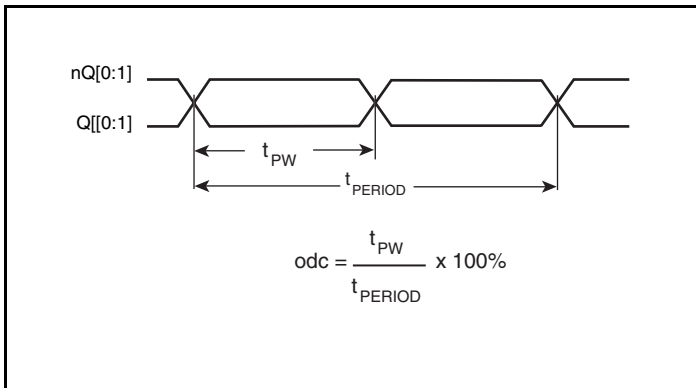 nQ[0:1]
Q[[0:1]
tPW
tPERIOD
odc = tPW / tPERIOD x 100%